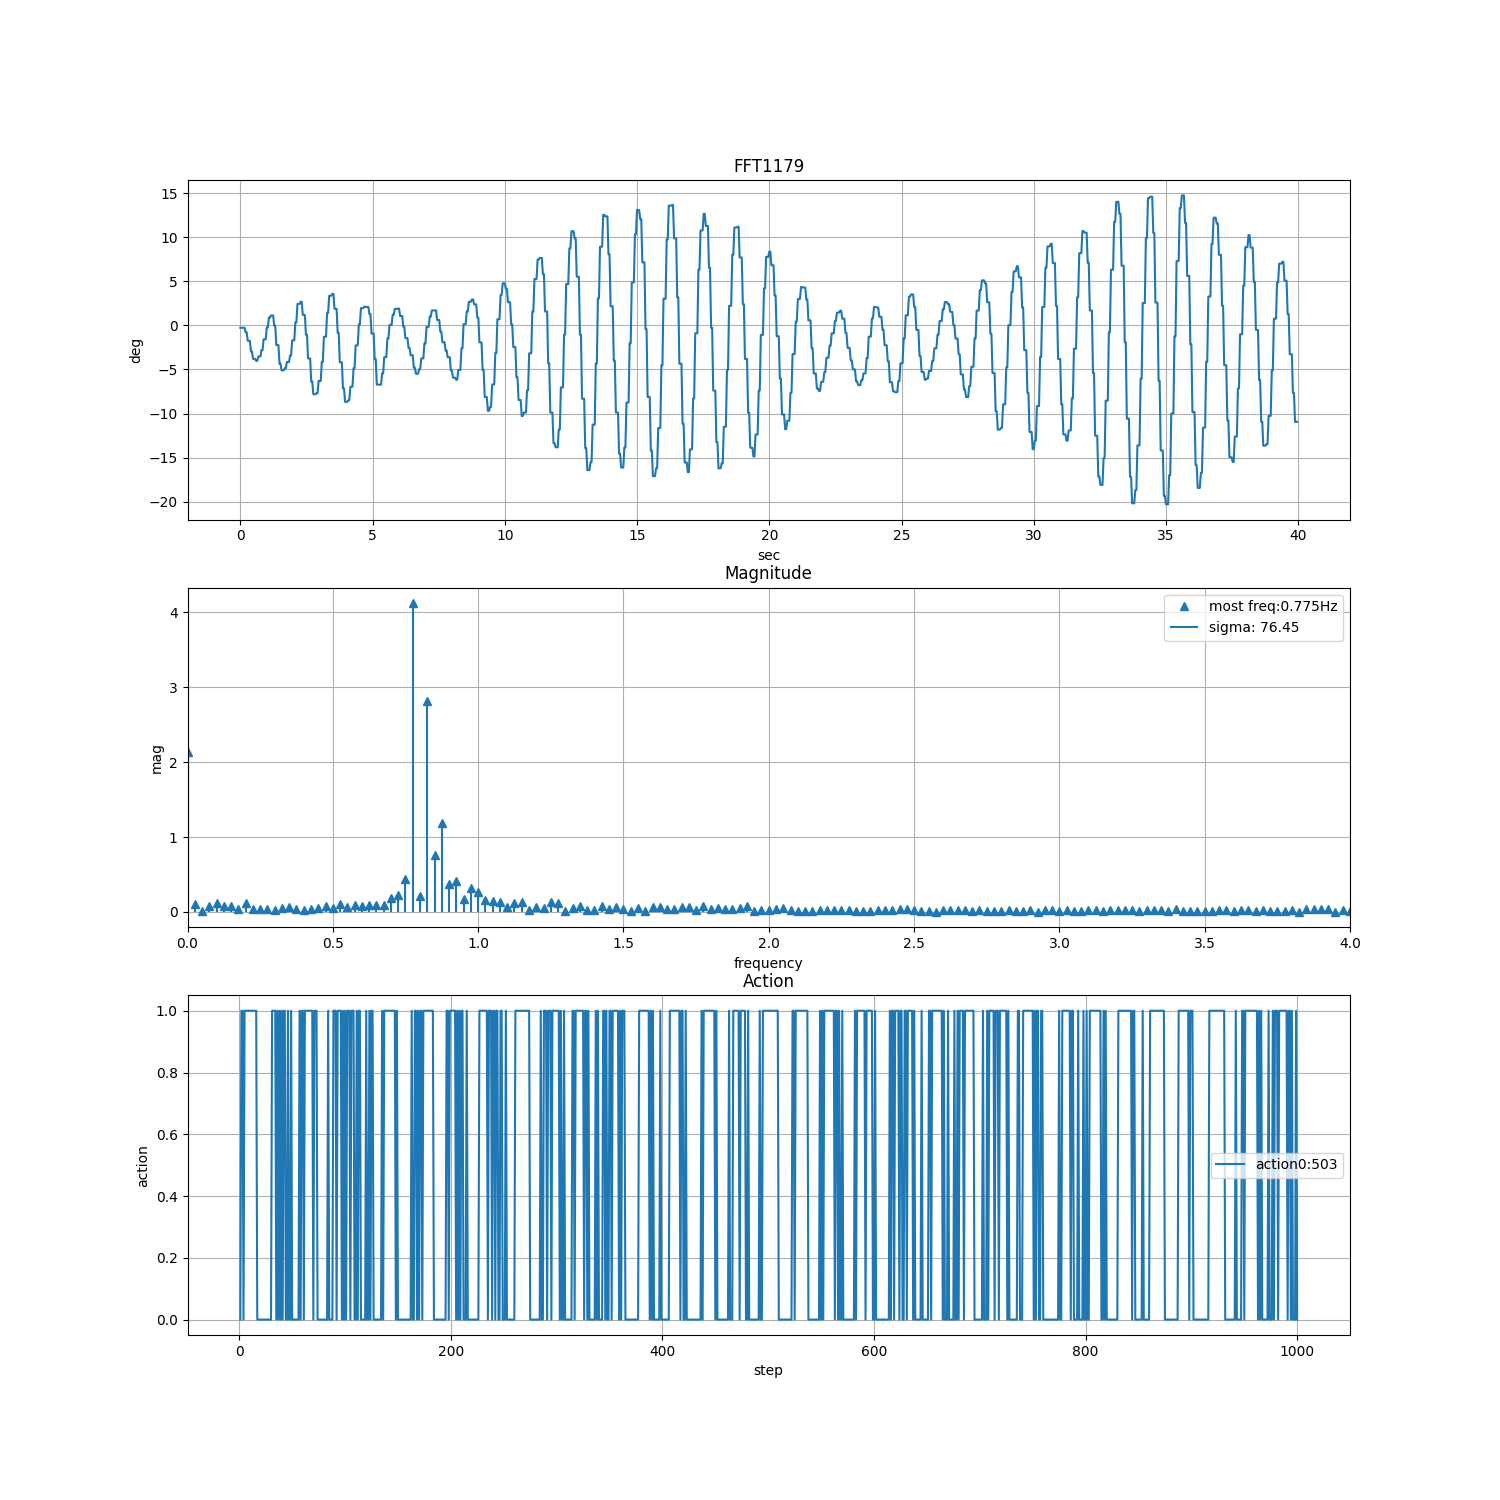 FFT1179
15
10
5
0
−5
−10
−15
−20
deg
0 5 10 15 20 25 30 35 40
sec
Magnitude
most freq:0.775Hz
sigma: 76.45
4
3
2
1
0
mag
0.0 0.5 1.0 1.5 2.0 2.5 3.0 3.5 4.0
frequency
Action
1.0
0.8
0.6
0.4
0.2
0.0
action
action0:503
0 200 400 600 800 1000
step